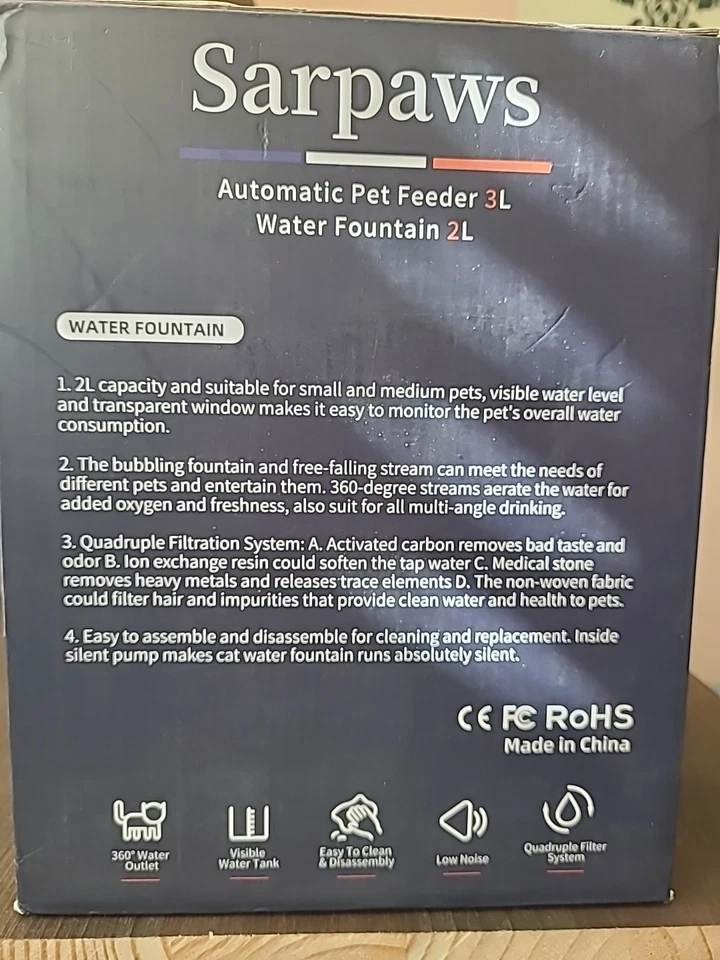 Sarpaws
Automatic Pet Feeder 3L
Water Fountain 2L
WATER FOUNTAIN
1. 2L capacity and suitable for small and medium pets, visible water level
and transparent window makes it easy to monitor the pet's overall water
consumption.
2. The bubbling fountain and free-falling stream can meet the needs of
different pets and entertain them. 360-degree streams aerate the water for
added oxygen and freshness, also suit for all multi-angle drinking.
3. Quadruple Filtration System: A. Activated carbon removes bad taste and
odor B. Ion exchange resin could soften the tap water C. Medical stone
removes heavy metals and releases trace elements D. The non-woven fabric
could filter hair and impurities that provide clean water and health to pets.
4. Easy to assemble and disassemble for cleaning and replacement. Inside
silent pump makes cat water fountain runs absolutely silent.
CE FC RoHS
Made in China
360° Water
Outlet
Visible
Water Tank
Easy To Clean
& Disassembly
Low Noise
Quadruple Filter
System